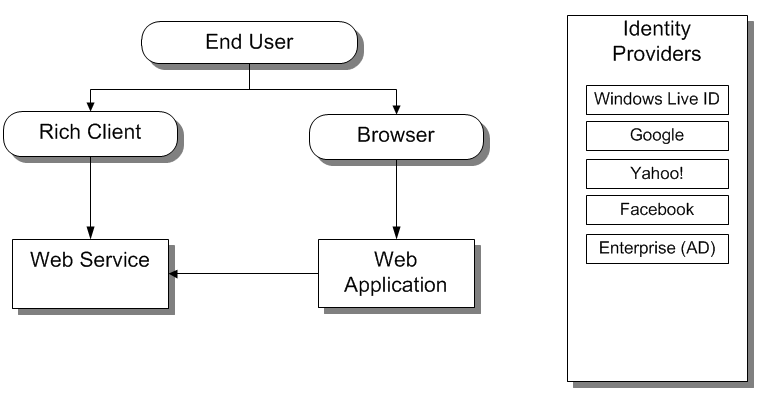 End User
Rich Client
Browser
Web Service
Web
Application
Identity
Providers
Windows Live ID
Google
Yahoo!
Facebook
Enterprise (AD)